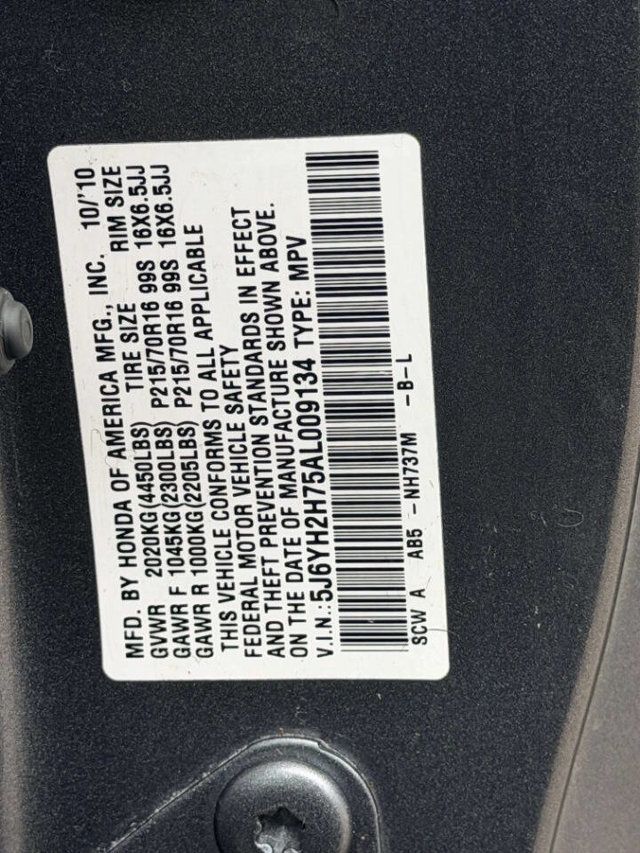 MFD. BY HONDA OF AMERICA MFG., INC. 10/'10
GVWR 2020KG(4450LBS) TIRE SIZE RIM SIZE
GAWR F 1045KG(2300LBS) P215/70R16 99S 16X6.5JJ
GAWR R 1000KG(2205LBS) P215/70R16 99S 16X6.5JJ
THIS VEHICLE CONFORMS TO ALL APPLICABLE
FEDERAL MOTOR VEHICLE SAFETY
AND THEFT PREVENTION STANDARDS IN EFFECT
ON THE DATE OF MANUFACTURE SHOWN ABOVE.
V.I.N.:5J6YH2H75AL009134 TYPE: MPV
SCW A AB5 -NH737M -B-L